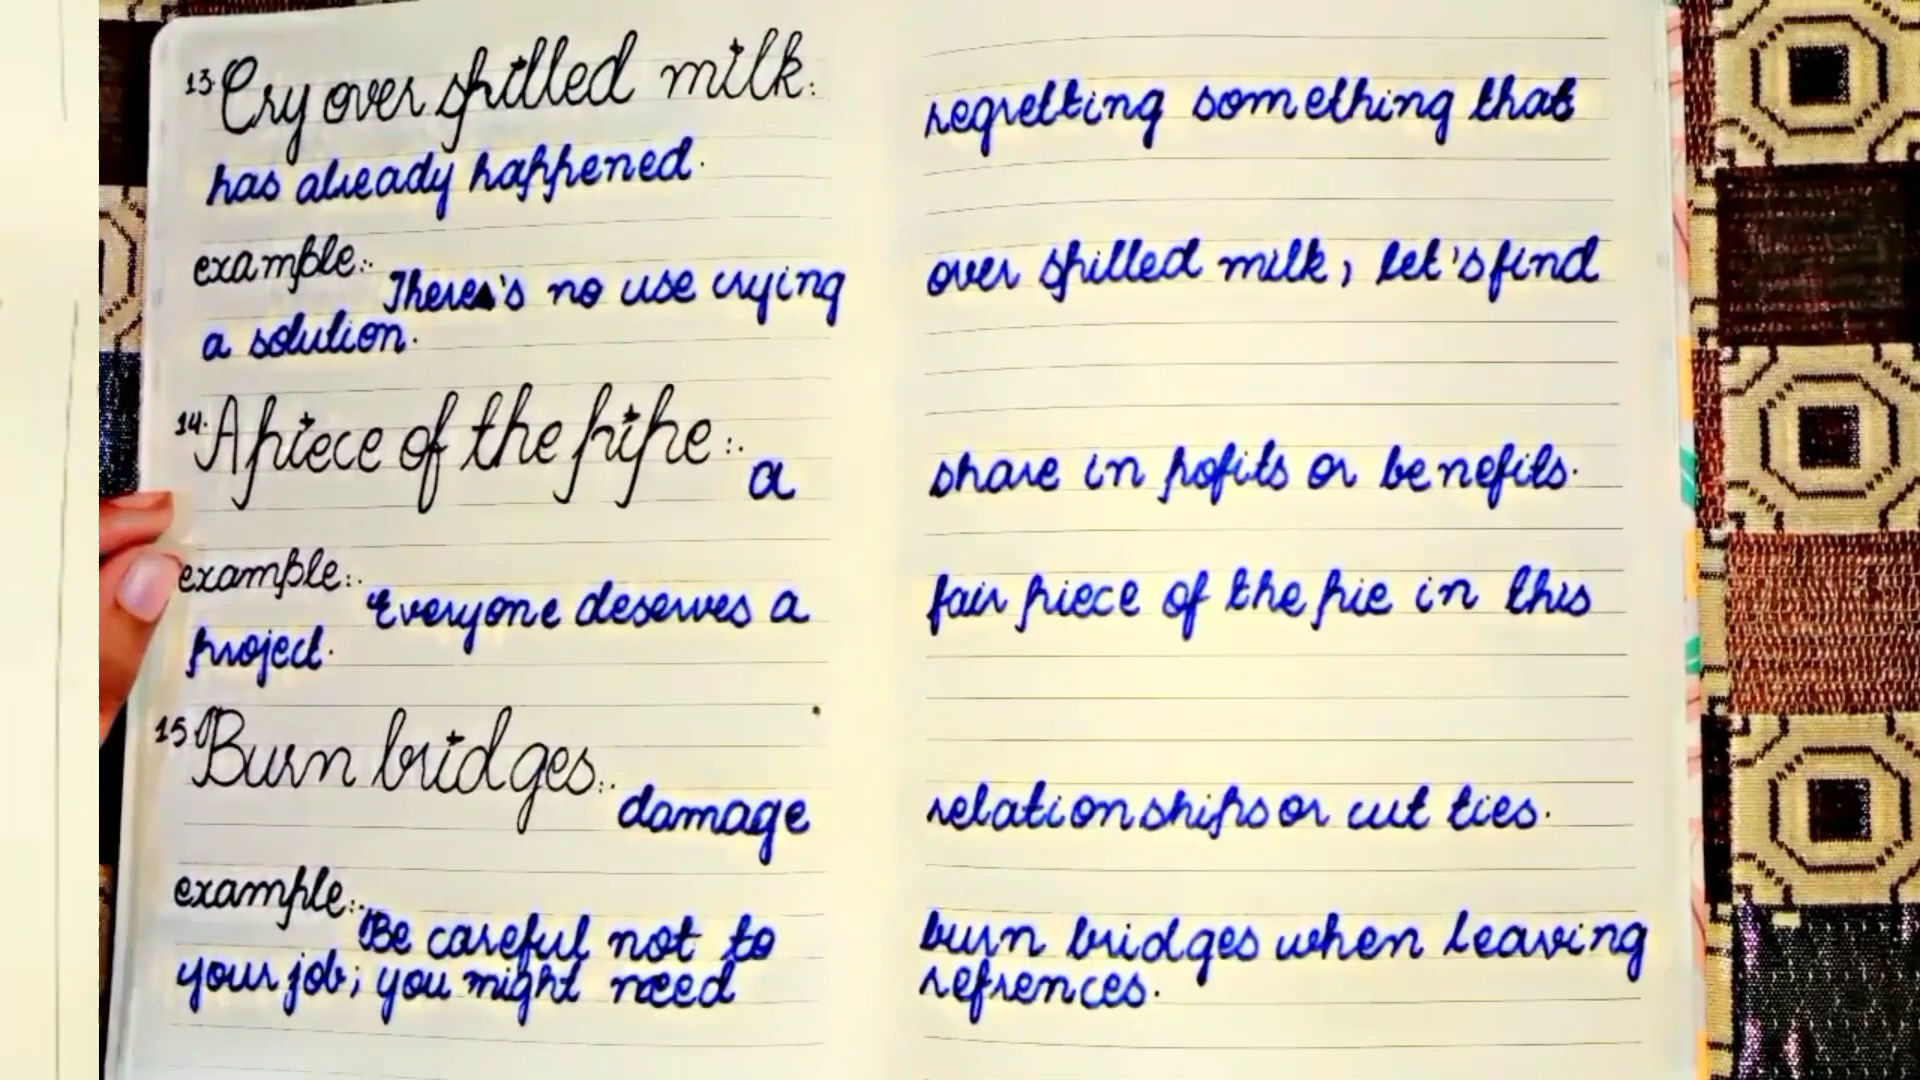 13. Cry over spilled milk: regretting something that
has already happened.
example:. There's no use crying over spilled milk, let's find
a solution.
14. A piece of the pipe:. a share in pofits or benefits.
example:. Everyone deserves a fair piece of the pie in this
project.
15. Burn bridges:. damage relationships or cut ties.
example:. Be careful not to burn bridges when leaving
your job; you might need refrences.